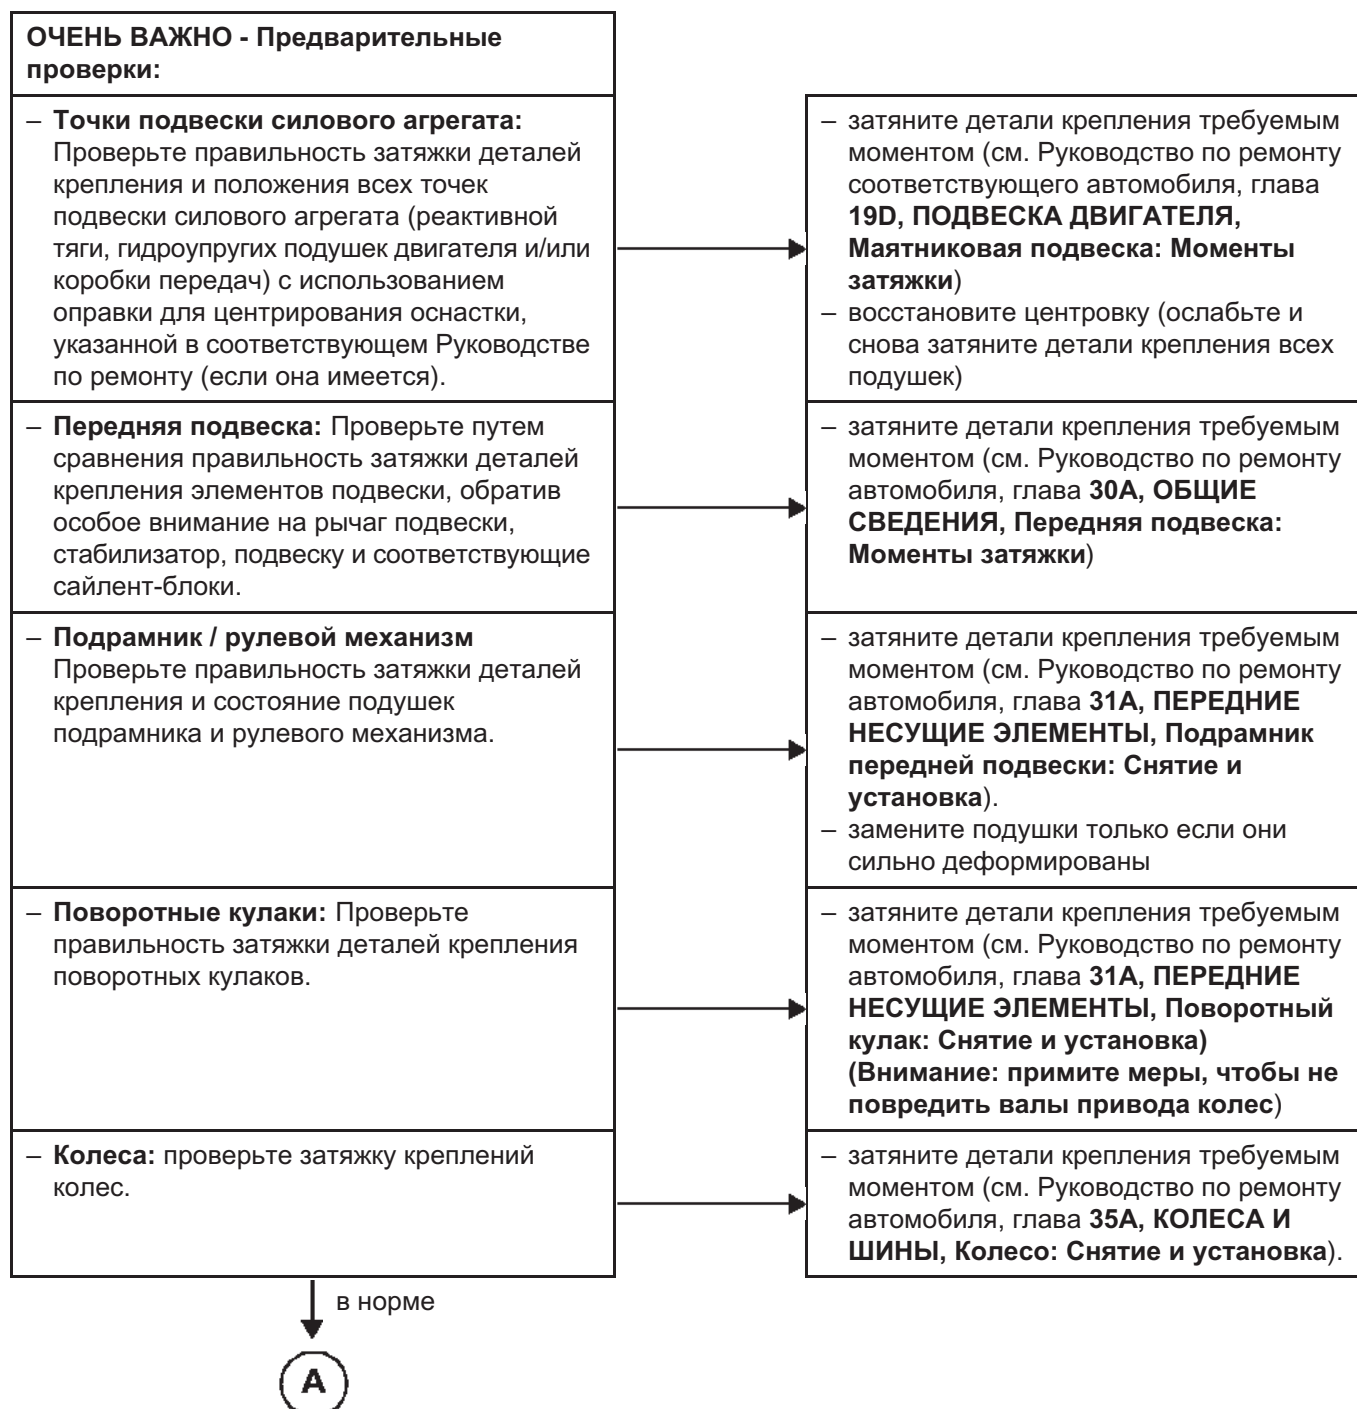 ОЧЕНЬ ВАЖНО - Предварительные
проверки:
– Точки подвески силового агрегата:
Проверьте правильность затяжки деталей
крепления и положения всех точек
подвески силового агрегата (реактивной
тяги, гидроупругих подушек двигателя и/или
коробки передач) с использованием
оправки для центрирования оснастки,
указанной в соответствующем Руководстве
по ремонту (если она имеется).
– затяните детали крепления требуемым
моментом (см. Руководство по ремонту
соответствующего автомобиля, глава
19D, ПОДВЕСКА ДВИГАТЕЛЯ,
Маятниковая подвеска: Моменты
затяжки)
– восстановите центровку (ослабьте и
снова затяните детали крепления всех
подушек)
– Передняя подвеска: Проверьте путем
сравнения правильность затяжки деталей
крепления элементов подвески, обратив
особое внимание на рычаг подвески,
стабилизатор, подвеску и соответствующие
сайлент-блоки.
– затяните детали крепления требуемым
моментом (см. Руководство по ремонту
автомобиля, глава 30А, ОБЩИЕ
СВЕДЕНИЯ, Передняя подвеска:
Моменты затяжки)
– Подрамник / рулевой механизм
Проверьте правильность затяжки деталей
крепления и состояние подушек
подрамника и рулевого механизма.
– затяните детали крепления требуемым
моментом (см. Руководство по ремонту
автомобиля, глава 31А, ПЕРЕДНИЕ
НЕСУЩИЕ ЭЛЕМЕНТЫ, Подрамник
передней подвески: Снятие и
установка).
– замените подушки только если они
сильно деформированы
– Поворотные кулаки: Проверьте
правильность затяжки деталей крепления
поворотных кулаков.
– затяните детали крепления требуемым
моментом (см. Руководство по ремонту
автомобиля, глава 31А, ПЕРЕДНИЕ
НЕСУЩИЕ ЭЛЕМЕНТЫ, Поворотный
кулак: Снятие и установка)
(Внимание: примите меры, чтобы не
повредить валы привода колес)
– Колеса: проверьте затяжку креплений
колес.
– затяните детали крепления требуемым
моментом (см. Руководство по ремонту
автомобиля, глава 35А, КОЛЕСА И
ШИНЫ, Колесо: Снятие и установка).
в норме
А